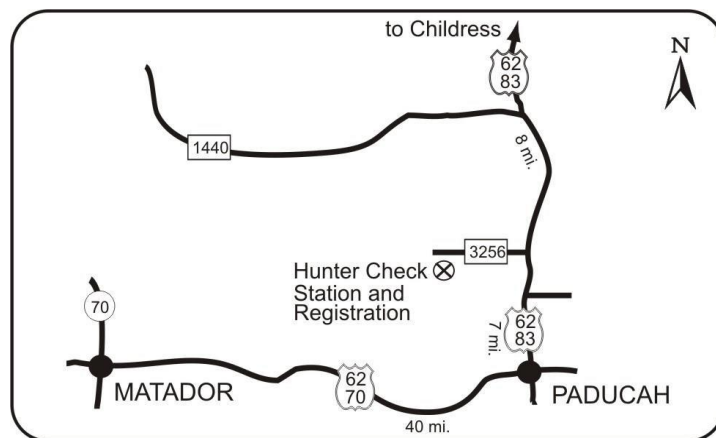 to Childress
N
62
83
8 mi.
1440
3256
Hunter Check
Station and
Registration
70
62
83
7 mi.
MATADOR
62
70
PADUCAH
40 mi.